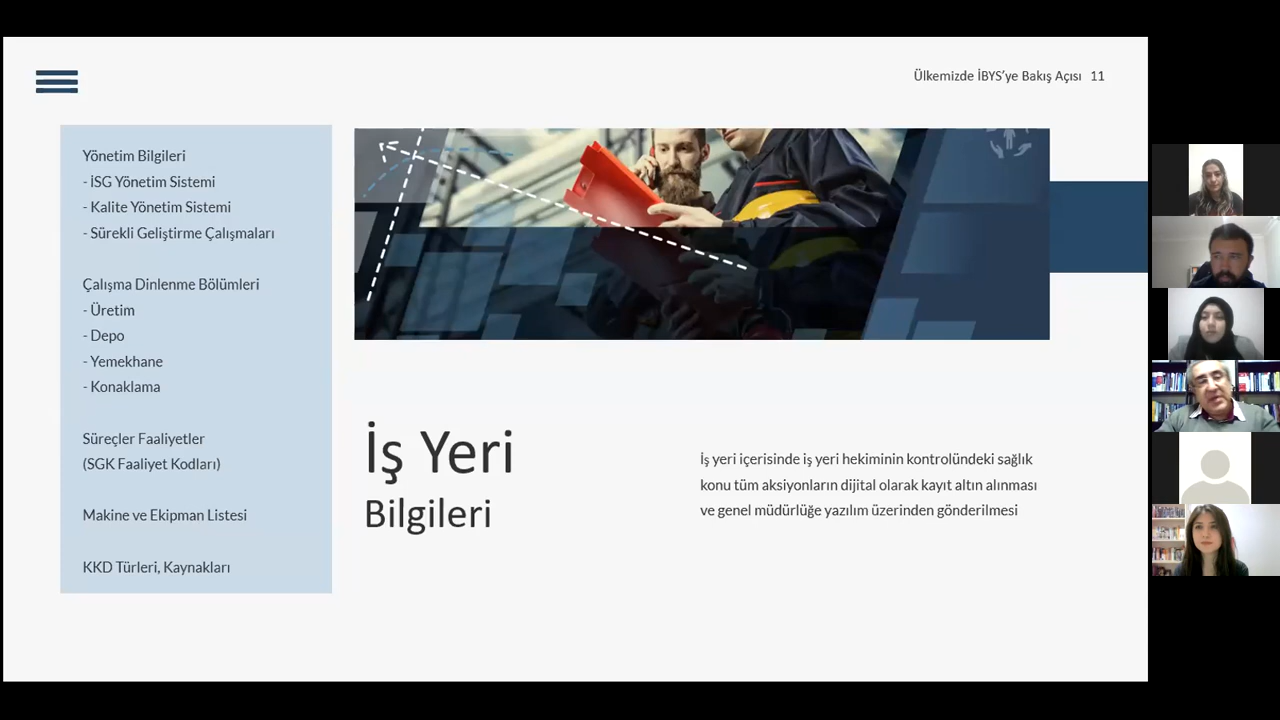 Ülkemizde İBYS'ye Bakış Açısı 11
Yönetim Bilgileri
- İSG Yönetim Sistemi
- Kalite Yönetim Sistemi
- Sürekli Geliştirme Çalışmaları
Çalışma Dinlenme Bölümleri
- Üretim
- Depo
- Yemekhane
- Konaklama
Süreçler Faaliyetler
(SGK Faaliyet Kodları)
Makine ve Ekipman Listesi
KKD Türleri, Kaynakları
İş Yeri
Bilgileri
İş yeri içerisinde iş yeri hekiminin kontrolündeki sağlık
konu tüm aksiyonların dijital olarak kayıt altın alınması
ve genel müdürlüğe yazılım üzerinden gönderilmesi